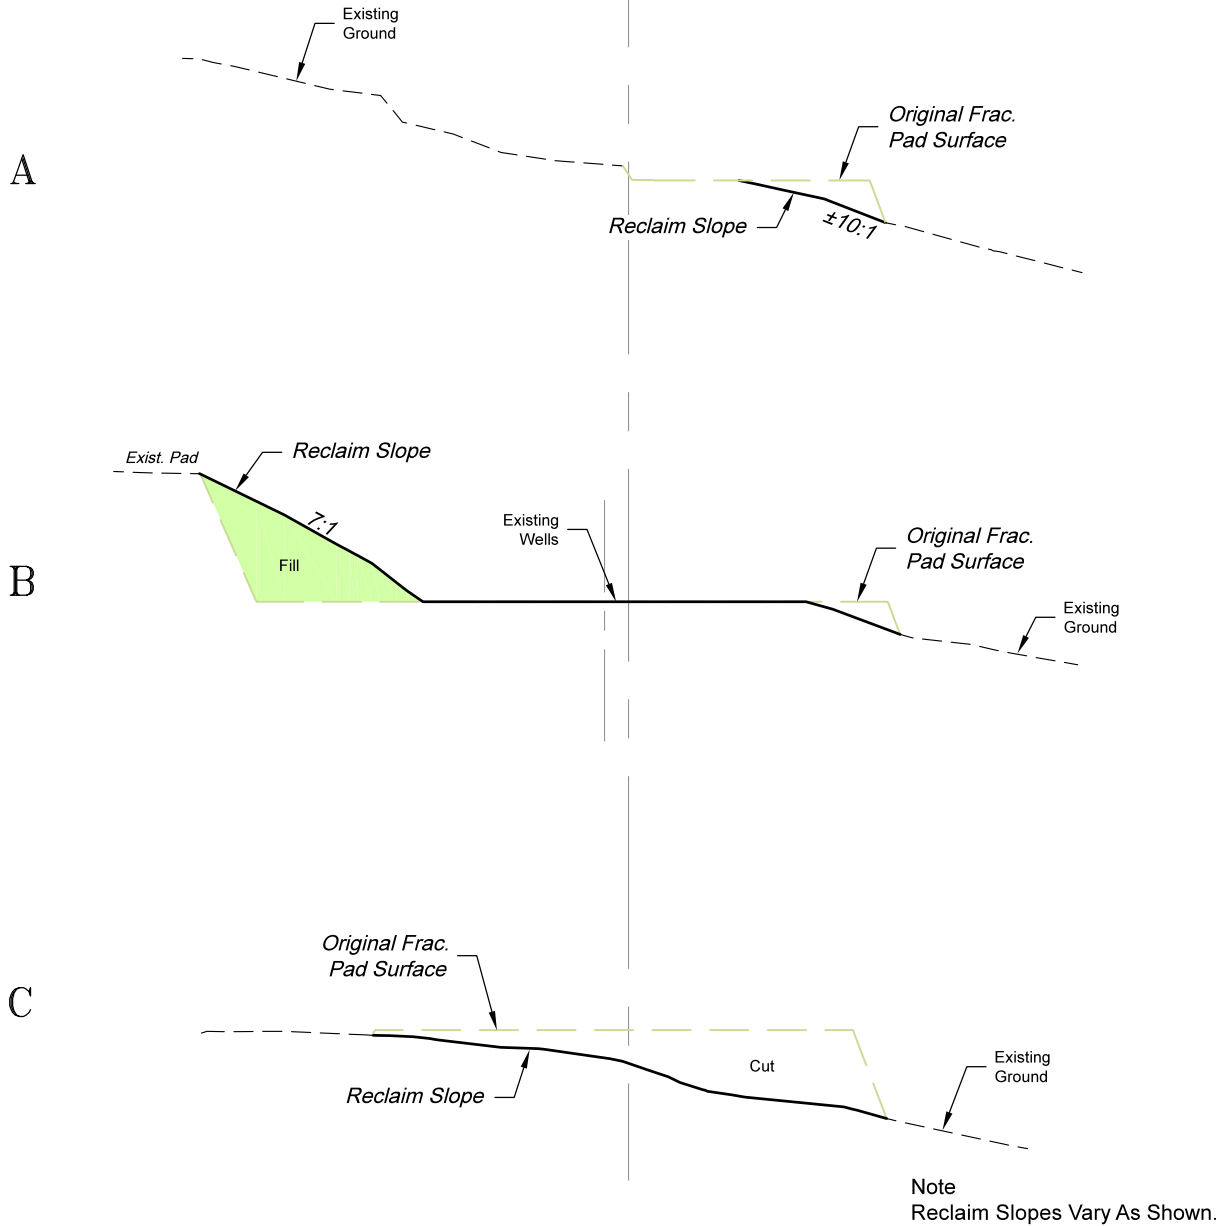 Existing
Ground
Original Frac.
Pad Surface
A
Reclaim Slope
±10:1
Exist. Pad
Reclaim Slope
7:1
Existing
Wells
Original Frac.
Pad Surface
B
Fill
Existing
Ground
Original Frac.
Pad Surface
C
Cut
Existing
Ground
Reclaim Slope
Note
Reclaim Slopes Vary As Shown.